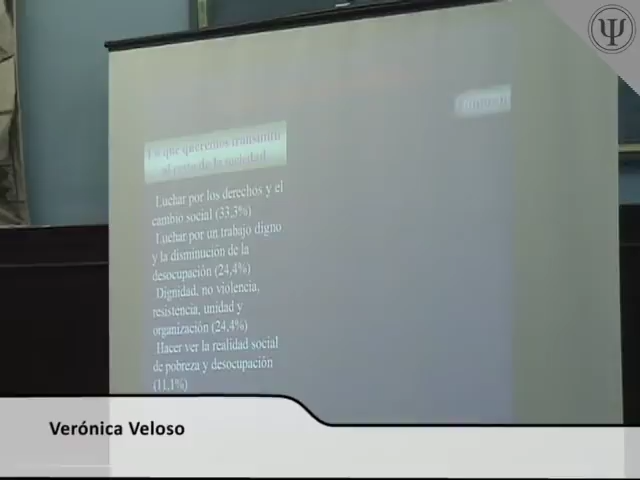 Lo que queremos transmitir
al resto de la sociedad
Luchar por los derechos y el
cambio social (33,3%)
Luchar por un trabajo digno
y la disminución de la
desocupación (24,4%)
Dignidad, no violencia,
resistencia, unidad y
organización (24,4%)
Hacer ver la realidad social
de pobreza y desocupación
(11,1%)
Verónica Veloso